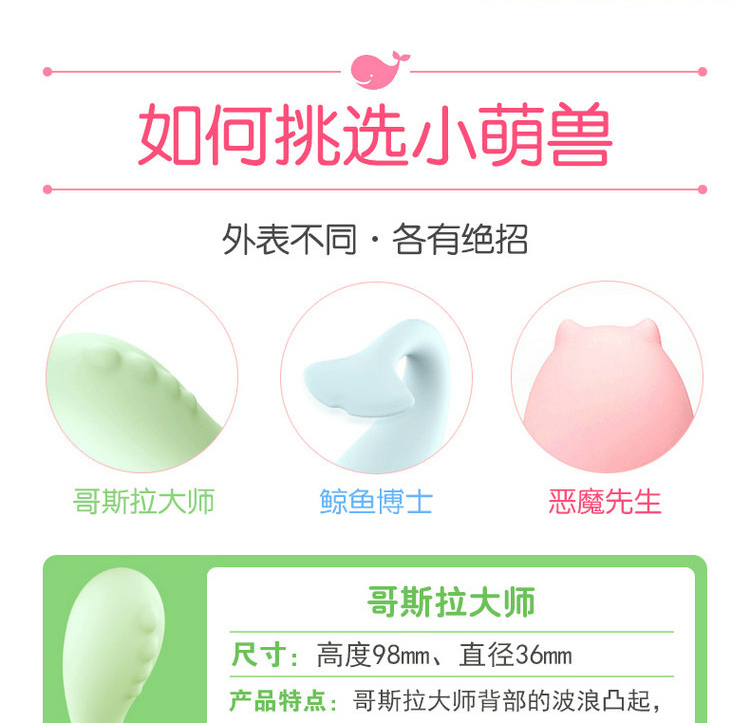 如何挑选小萌兽
外表不同·各有绝招
哥斯拉大师
鲸鱼博士
恶魔先生
哥斯拉大师
尺寸：高度98mm、直径36mm
产品特点：哥斯拉大师背部的波浪凸起，